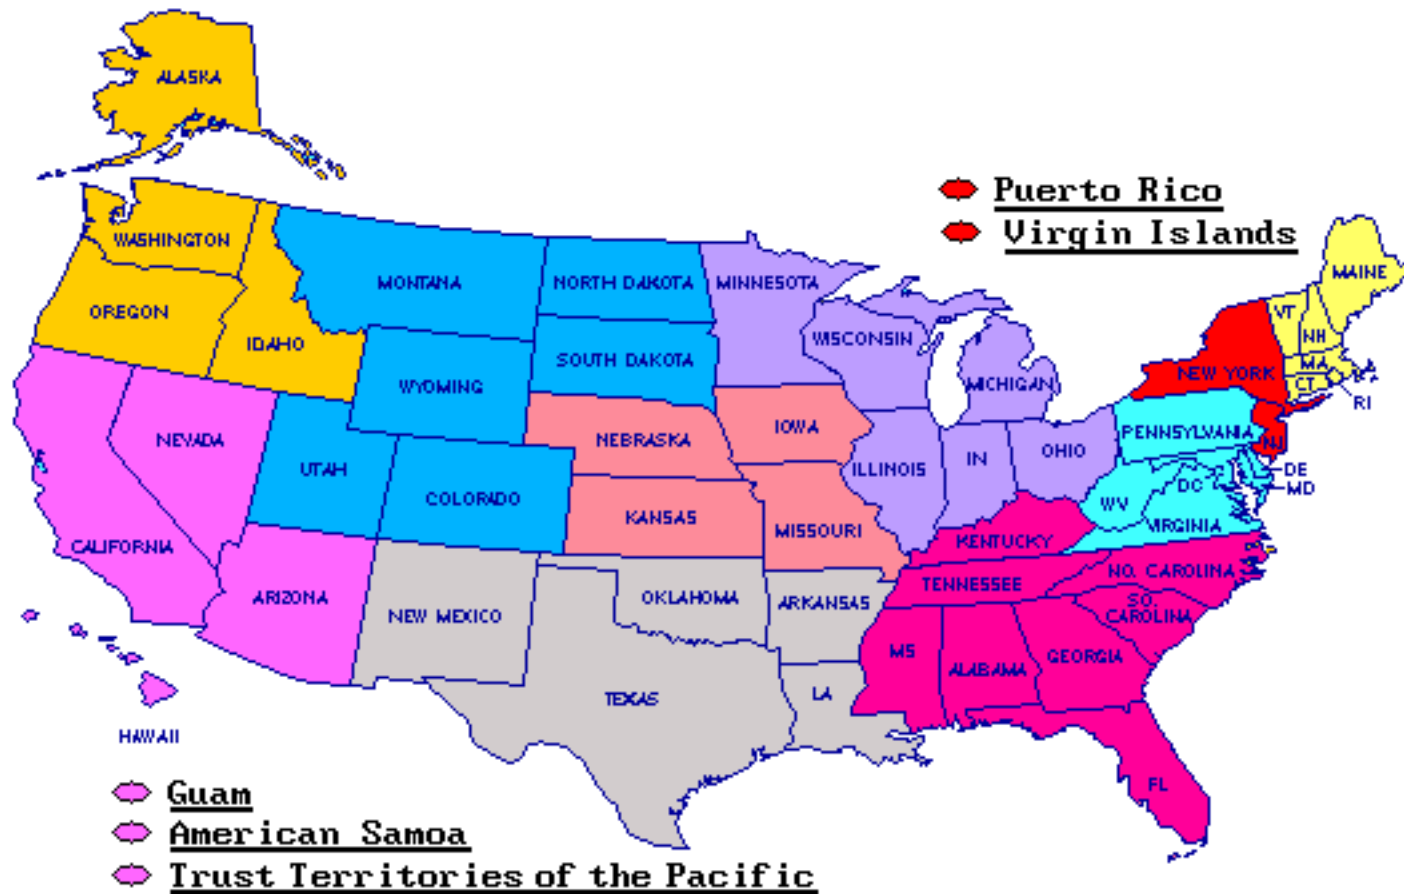 ALASKA
Puerto Rico
Virgin Islands
WASHINGTON
MAINE
MONTANA
NORTH DAKOTA
MINNESOTA
OREGON
VT
IDAHO
WISCONSIN
NH
SOUTH DAKOTA
MA
WYOMING
MICHIGAN
NEW YORK
CT
RI
NEVADA
NEBRASKA
IOWA
PENNSYLVANIA
NJ
UTAH
ILLINOIS
IN
OHIO
DE
COLORADO
DC
MD
KANSAS
MISSOURI
WV
VIRGINIA
CALIFORNIA
KENTUCKY
NO. CAROLINA
TENNESSEE
ARIZONA
OKLAHOMA
ARKANSAS
SO.
CAROLINA
NEW MEXICO
MS
ALABAMA
GEORGIA
TEXAS
LA
HAWAII
FL
Guam
American Samoa
Trust Territories of the Pacific